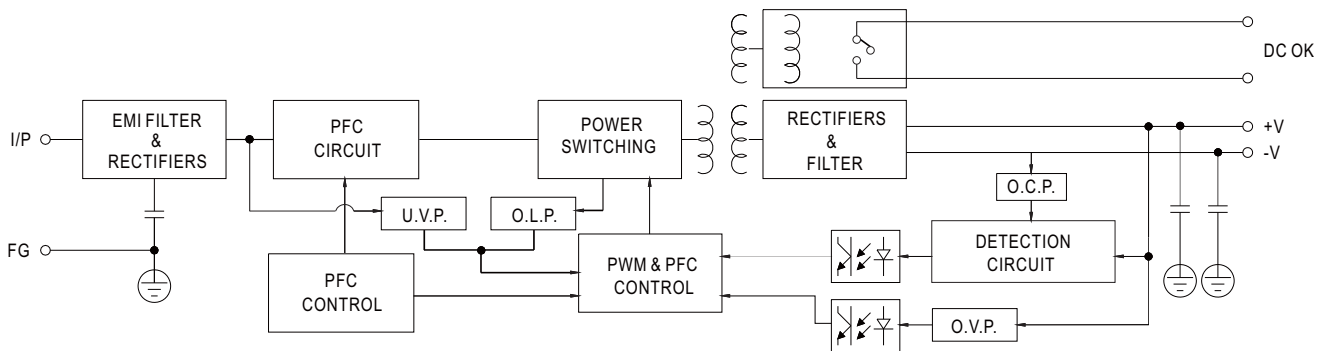 DC OK
I/P
EMI FILTER
&
RECTIFIERS
PFC
CIRCUIT
POWER
SWITCHING
RECTIFIERS
&
FILTER
+V
-V
O.C.P.
U.V.P.
O.L.P.
FG
DETECTION
CIRCUIT
PFC
CONTROL
PWM & PFC
CONTROL
O.V.P.